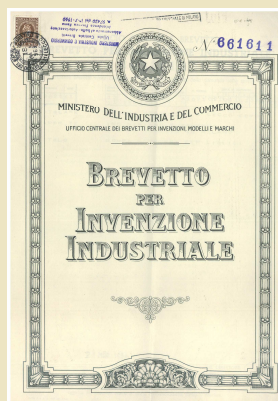 N° 661611
MINISTERO DELL'INDUSTRIA E DEL COMMERCIO
UFFICIO CENTRALE DEI BREVETTI PER INVENZIONI, MODELLI E MARCHI
BREVETTO
PER
INVENZIONE
INDUSTRIALE